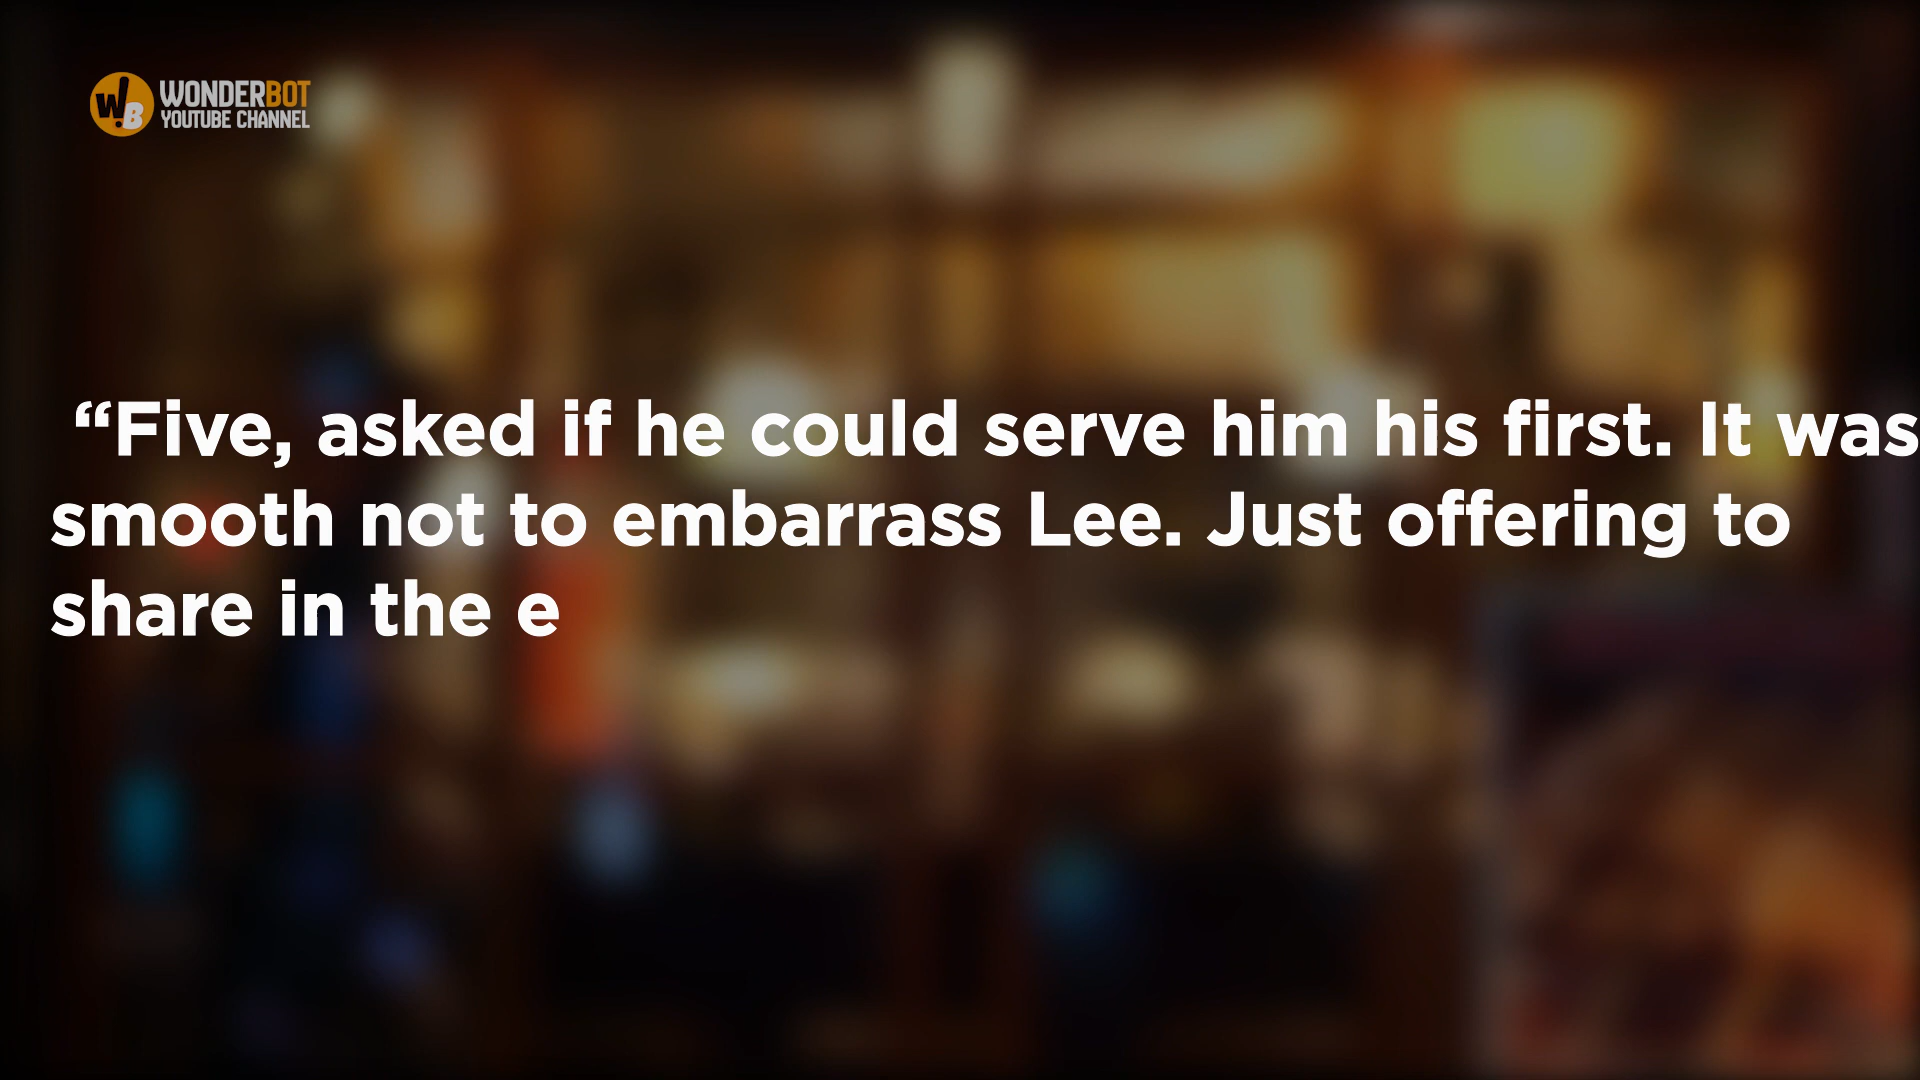 W!B
WONDERBOT
YOUTUBE CHANNEL
“Five, asked if he could serve him his first. It was
smooth not to embarrass Lee. Just offering to
share in the e